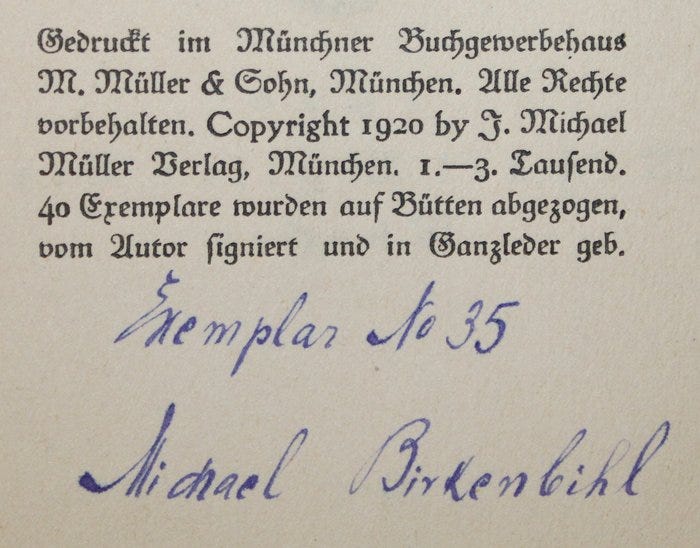 Gedruckt im Münchner Buchgewerbehaus
M. Müller & Sohn, München. Alle Rechte
vorbehalten. Copyright 1920 by J. Michael
Müller Verlag, München. 1.—3. Tausend.
40 Exemplare wurden auf Bütten abgezogen,
vom Autor signiert und in Ganzleder geb.
Exemplar No 35
Michael Birkenbihl